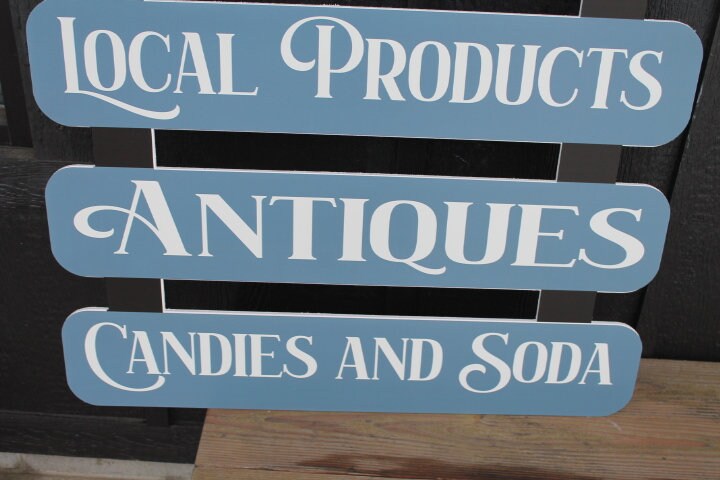 Local Products
Antiques
Candies and Soda